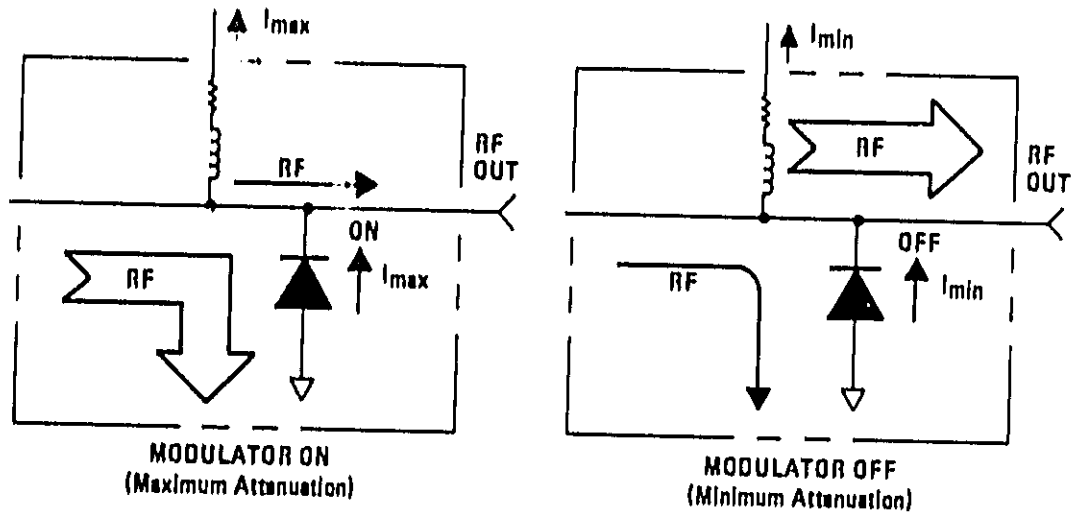 Imax
RF
OUT
RF
ON
Imax
RF
MODULATOR ON
(Maximum Attenuation)
Imin
RF
RF
OUT
OFF
Imin
RF
MODULATOR OFF
(Minimum Attenuation)